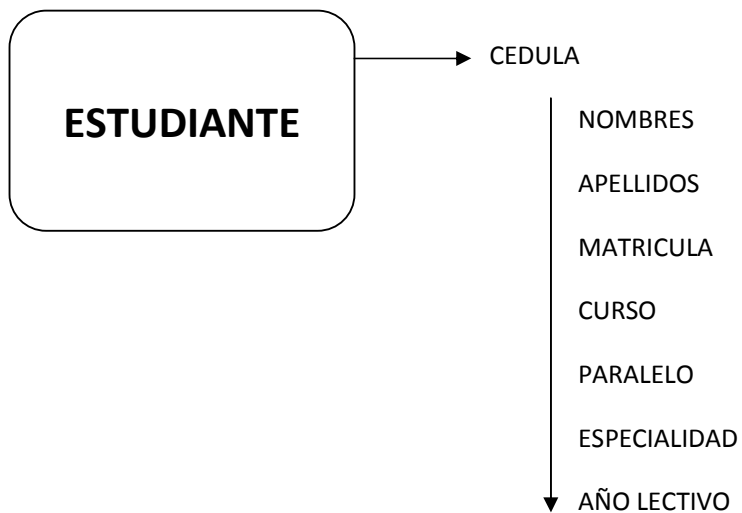 CEDULA
ESTUDIANTE
NOMBRES
APELLIDOS
MATRICULA
CURSO
PARALELO
ESPECIALIDAD
AÑO LECTIVO